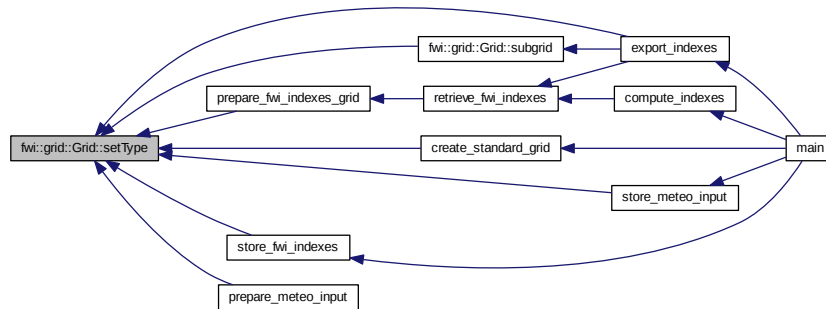 fwi::grid::Grid::subgrid
export_indexes
prepare_fwi_indexes_grid
retrieve_fwi_indexes
compute_indexes
fwi::grid::Grid::setType
create_standard_grid
main
store_meteo_input
store_fwi_indexes
prepare_meteo_input